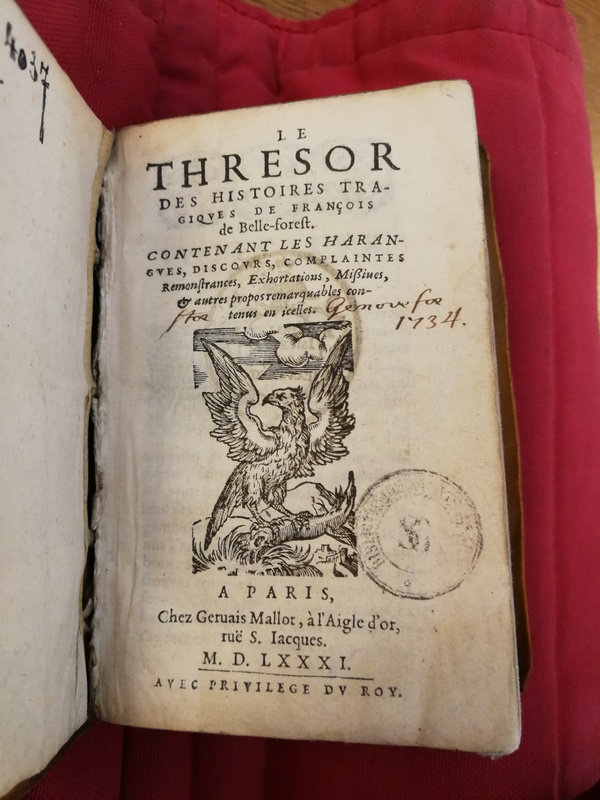 4037
LE
THRESOR
DES HISTOIRES TRA-
GIQVES DE FRANÇOIS
de Belle-forest.
CONTENANT LES HARAN-
GVES, DISCOVRS, COMPLAINTES
Remonstrances, Exhortations, Missiues,
& autres propos remarquables con-
tenus en icelles.
1734.
A PARIS,
Chez Geruais Mallot, à l'Aigle d'or,
ruë S. Iacques.
M. D. LXXXI.
AVEC PRIVILEGE DV ROY.